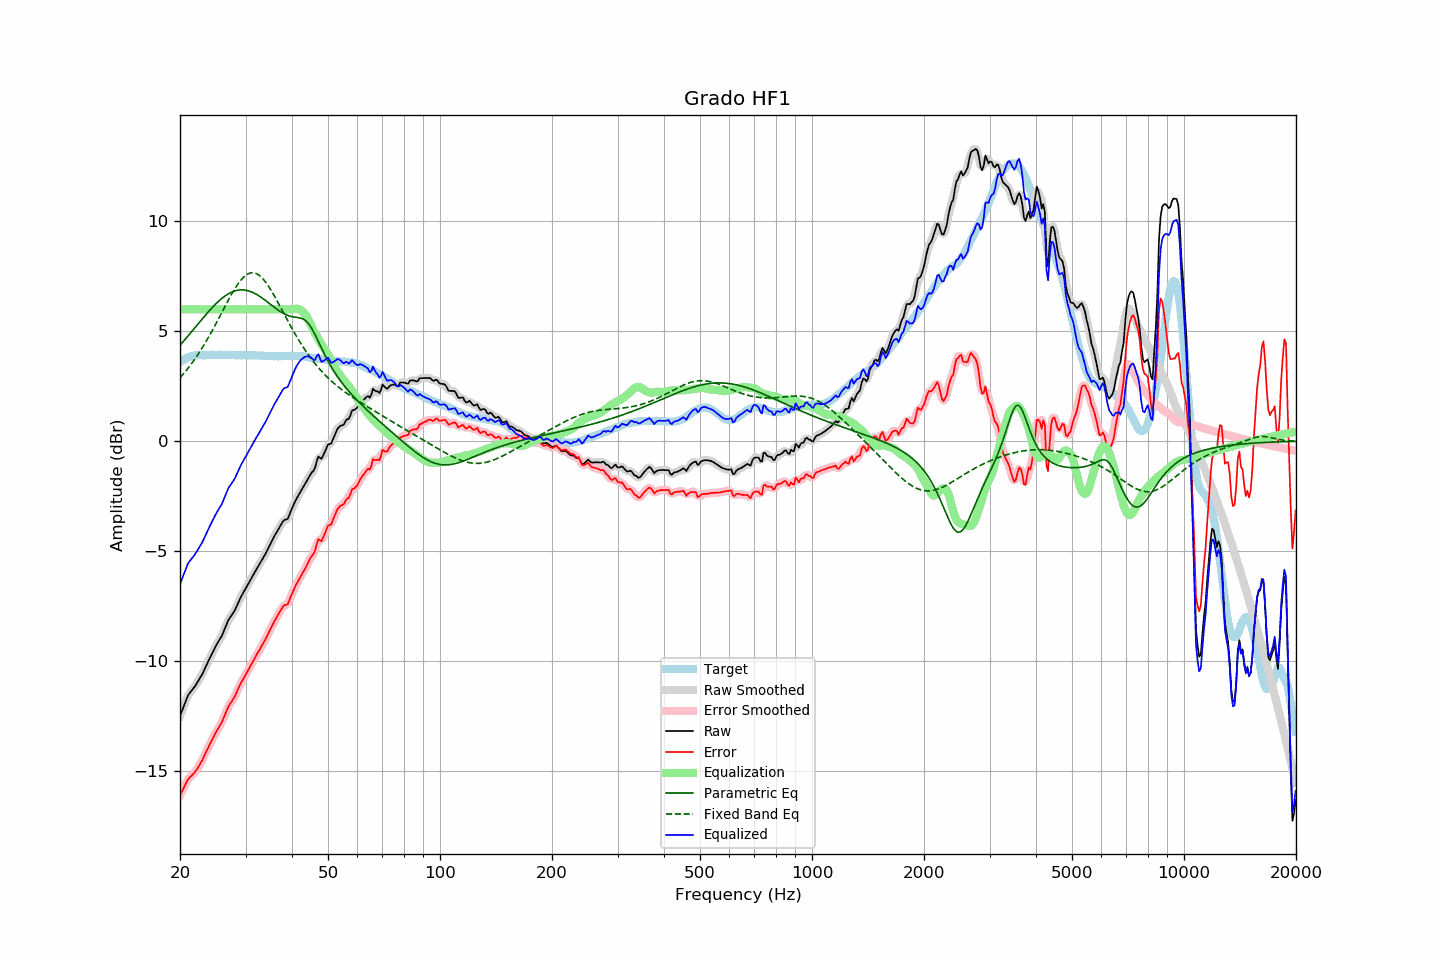 Grado HF1
Amplitude (dBr)
10
5
0
−5
−10
−15
Target
Raw Smoothed
Error Smoothed
Raw
Error
Equalization
Parametric Eq
Fixed Band Eq
Equalized
20 50 100 200 500 1000 2000 5000 10000 20000
Frequency (Hz)